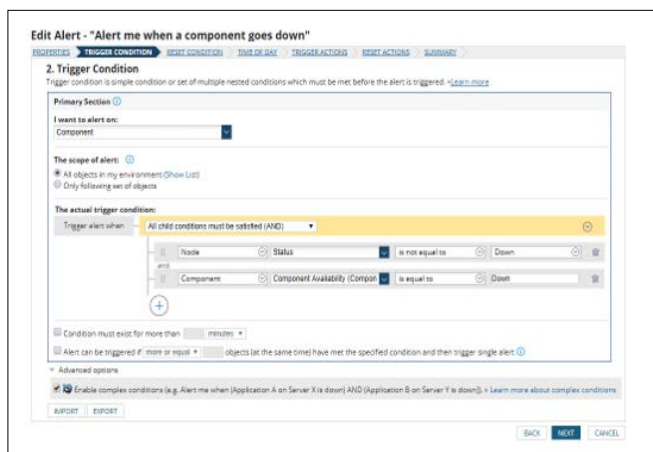 Edit Alert - "Alert me when a component goes down"
PROPERTIES TRIGGER CONDITION RESET CONDITION TIME OF DAY TRIGGER ACTIONS RESET ACTIONS SUMMARY
2. Trigger Condition
Trigger condition is simple condition or set of multiple nested conditions which must be met before the alert is triggered. »Learn more
Primary Section
I want to alert on:
Component
The scope of alert:
All objects in my environment (Show List)
Only following set of objects
The actual trigger condition:
Trigger alert when All child conditions must be satisfied (AND)
Node Status is not equal to Down
and
Component Component Availability (Compon is equal to Down
Condition must exist for more than minutes
Alert can be triggered if more or equal objects (at the same time) have met the specified condition and then trigger single alert
Advanced options
Enable complex conditions (e.g. Alert me when [(Application A on Server X is down) AND (Application B on Server Y is down)]. » Learn more about complex conditions
IMPORT EXPORT
BACK NEXT CANCEL